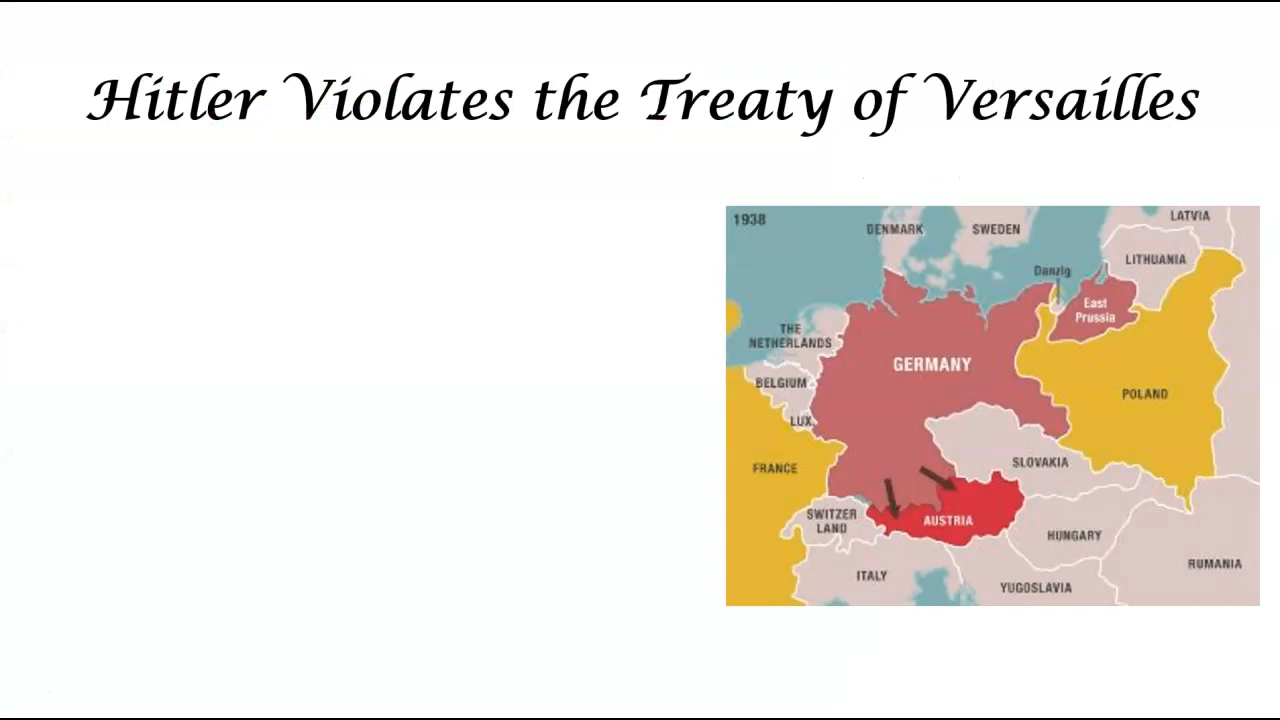 Hitler Violates the Treaty of Versailles
1938
DENMARK
SWEDEN
LATVIA
LITHUANIA
Danzig
East
Prussia
THE
NETHERLANDS
GERMANY
BELGIUM
POLAND
LUX.
FRANCE
SLOVAKIA
SWITZER
LAND
AUSTRIA
HUNGARY
RUMANIA
ITALY
YUGOSLAVIA